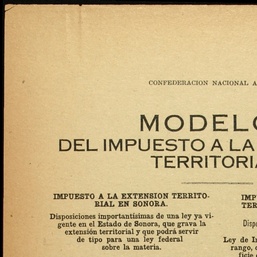 CONFEDERACION NACIONAL A
MODELO
DEL IMPUESTO A LA
TERRITORIA
IMPUESTO A LA EXTENSION TERRITO-
RIAL EN SONORA.
Disposiciones importantísimas de una ley ya vi-
gente en el Estado de Sonora, que grava la
extensión territorial y que podrá servir
de tipo para una ley federal
sobre la materia.
IMP
TER
Dispo
Ley de I
rango, c
ficie